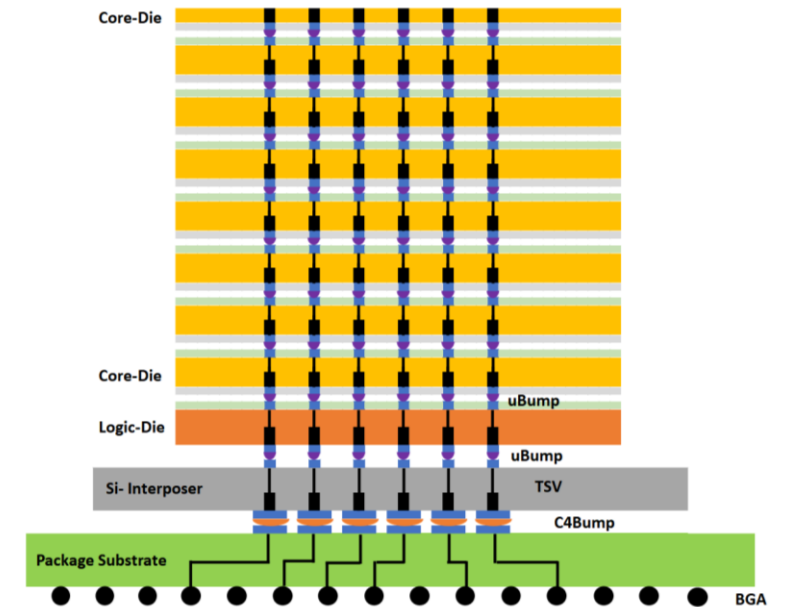 Core-Die
Core-Die
uBump
Logic-Die
uBump
Si- Interposer
TSV
C4Bump
Package Substrate
BGA